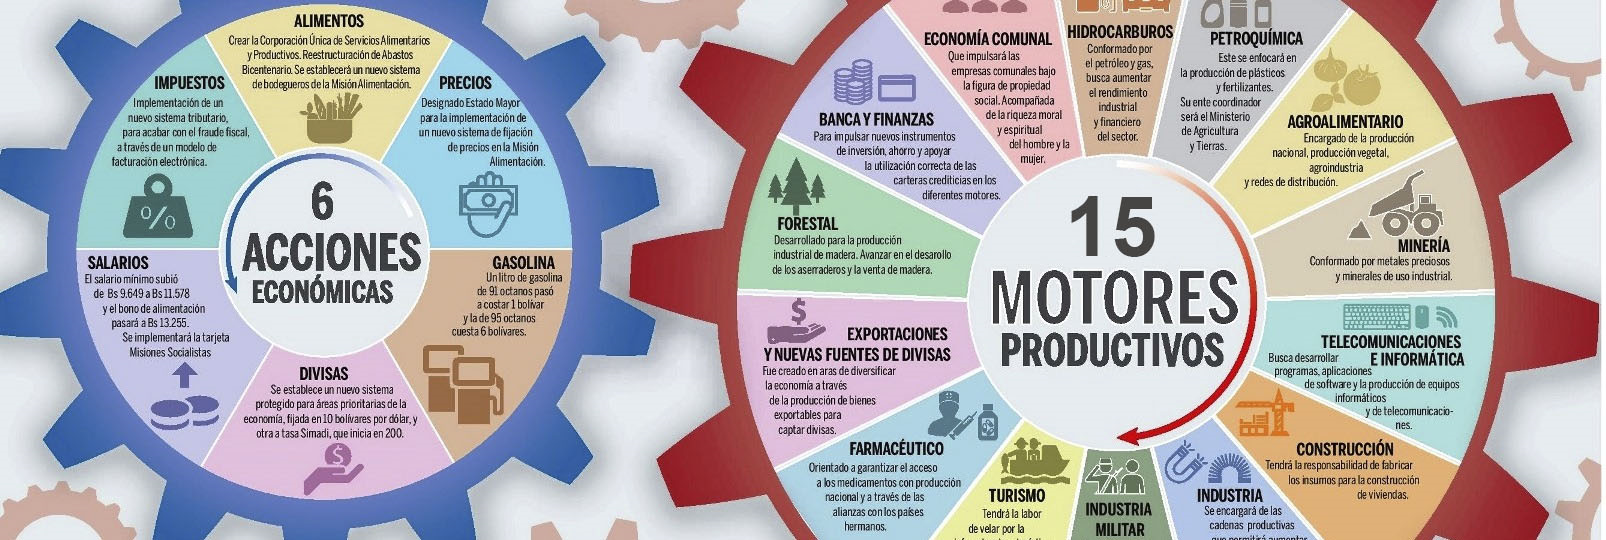 ALIMENTOS
Crear la Corporación Única de Servicios Alimentarios
y Productivos. Reestructuración de Abastos
Bicentenario. Se establecerá un nuevo sistema
de bodegueros de la Misión Alimentación.
PRECIOS
Designado Estado Mayor
para la implementación de
un nuevo sistema de fijación
de precios en la Misión
Alimentación.
GASOLINA
Un litro de gasolina
de 91 octanos pasó
a costar 1 bolívar
y la de 95 octanos
cuesta 6 bolívares.
DIVISAS
Se establece un nuevo sistema
protegido para áreas prioritarias de la
economía, fijada en 10 bolívares por dólar, y
otra a tasa Simadi, que inicia en 200.
SALARIOS
El salario mínimo subió
de Bs 9.649 a Bs 11.578
y el bono de alimentación
pasará a Bs 13.255.
Se implementará la tarjeta
Misiones Socialistas
IMPUESTOS
Implementación de un
nuevo sistema tributario,
para acabar con el fraude fiscal,
a través de un modelo de
facturación electrónica.
%
6
ACCIONES
ECONÓMICAS
15
MOTORES
PRODUCTIVOS
HIDROCARBUROS
Conformado por
el petróleo y gas,
busca aumentar
el rendimiento
industrial
y financiero
del sector.
PETROQUÍMICA
Este se enfocará en
la producción de plásticos
y fertilizantes.
Su ente coordinador
será el Ministerio
de Agricultura
y Tierras.
AGROALIMENTARIO
Encargado de la producción
nacional, producción vegetal,
agroindustria
y redes de distribución.
MINERÍA
Conformado por metales preciosos
y minerales de uso industrial.
TELECOMUNICACIONES
E INFORMÁTICA
Busca desarrollar
programas, aplicaciones
de software y la producción de equipos
informáticos
y de telecomunicacio-
nes.
CONSTRUCCIÓN
Tendrá la responsabilidad de fabricar
los insumos para la construcción
de viviendas.
INDUSTRIA
Se encargará de las
cadenas productivas
que permitirá aumentar
INDUSTRIA
MILITAR
TURISMO
Tendrá la labor
de velar por la
FARMACÉUTICO
Orientado a garantizar el acceso
a los medicamentos con producción
nacional y a través de las
alianzas con los países
hermanos.
$
EXPORTACIONES
Y NUEVAS FUENTES DE DIVISAS
Fue creado en aras de diversificar
la economía a través
de la producción de bienes
exportables para
captar divisas.
FORESTAL
Desarrollado para la producción
industrial de madera. Avanzar en el desarollo
de los aserraderos y la venta de madera.
BANCA Y FINANZAS
Para impulsar nuevos instrumentos
de inversión, ahorro y apoyar
la utilización correcta de las
carteras crediticias en los
diferentes motores.
ECONOMÍA COMUNAL
Que impulsará las
empresas comunales bajo
la figura de propiedad
social. Acompañada
de la riqueza moral
y espiritual
del hombre y la
mujer.